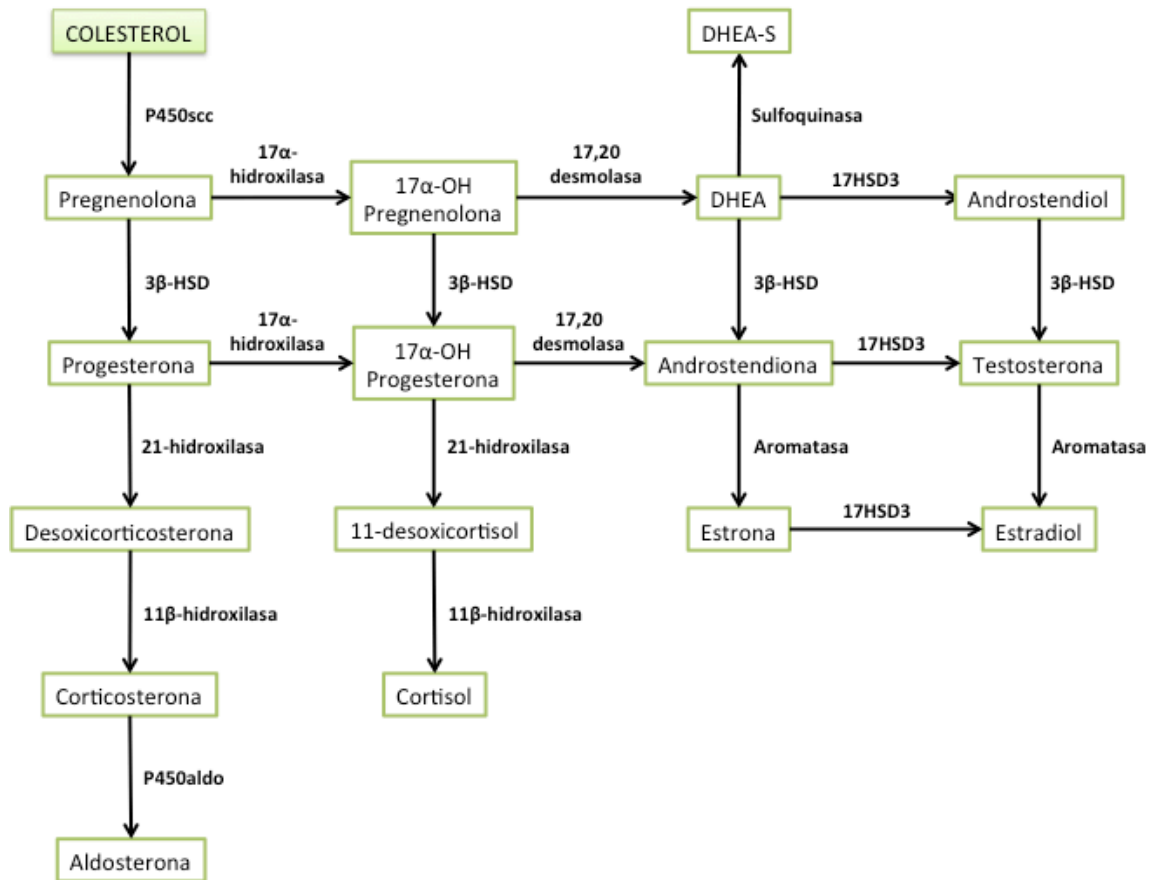 COLESTEROL
DHEA-S
P450scc
Sulfoquinasa
17α-
hidroxilasa
17,20
desmolasa
17HSD3
Pregnenolona
17α-OH
Pregnenolona
DHEA
Androstendiol
3β-HSD
3β-HSD
3β-HSD
3β-HSD
17α-
hidroxilasa
17,20
desmolasa
17HSD3
Progesterona
17α-OH
Progesterona
Androstendiona
Testosterona
21-hidroxilasa
21-hidroxilasa
Aromatasa
Aromatasa
17HSD3
Desoxicorticosterona
11-desoxicortisol
Estrona
Estradiol
11β-hidroxilasa
11β-hidroxilasa
Corticosterona
Cortisol
P450aldo
Aldosterona